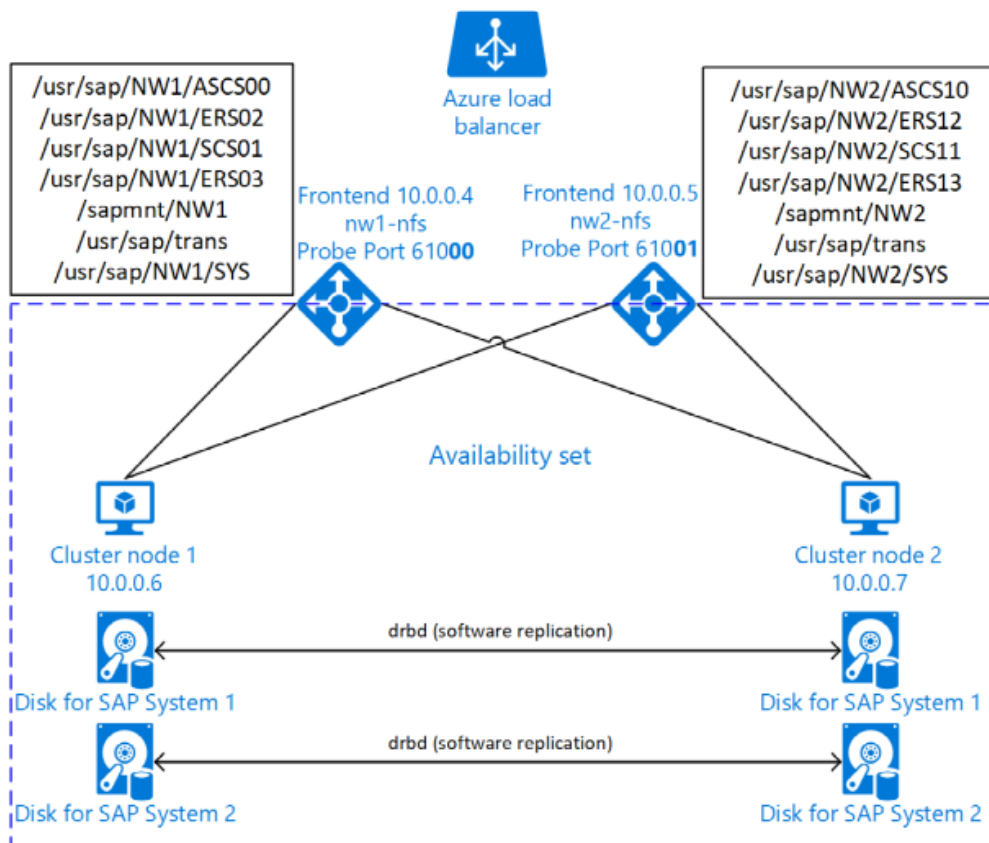 Azure load
balancer
/usr/sap/NW1/ASCS00
/usr/sap/NW1/ERS02
/usr/sap/NW1/SCS01
/usr/sap/NW1/ERS03
/sapmnt/NW1
/usr/sap/trans
/usr/sap/NW1/SYS
Frontend 10.0.0.4
nw1-nfs
Probe Port 61000
Frontend 10.0.0.5
nw2-nfs
Probe Port 61001
/usr/sap/NW2/ASCS10
/usr/sap/NW2/ERS12
/usr/sap/NW2/SCS11
/usr/sap/NW2/ERS13
/sapmnt/NW2
/usr/sap/trans
/usr/sap/NW2/SYS
Availability set
Cluster node 1
10.0.0.6
Cluster node 2
10.0.0.7
drbd (software replication)
Disk for SAP System 1
Disk for SAP System 1
drbd (software replication)
Disk for SAP System 2
Disk for SAP System 2